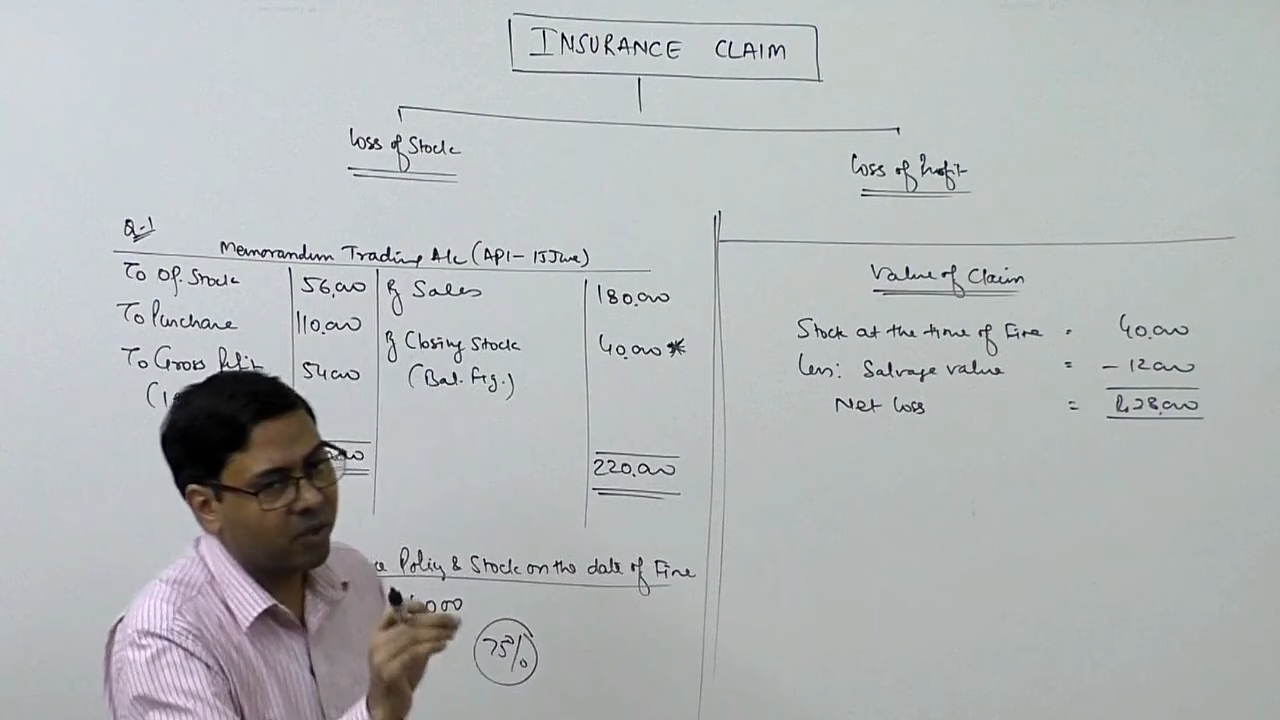 INSURANCE CLAIM
Loss of Stock
Loss of Profit
Q-1
Memorandum Trading A/c (AP1 - 15 June)
To Op. Stock 56,000 By Sales 180,000
To Purchase 110,000 By Closing Stock 40,000 *
To Gross Profit 54,000 (Bal. Fig.)
220,000
Policy & Stock on the date of Fire
75%
Value of Claim
Stock at the time of Fire = 40,000
Less: Salvage value = - 12,000
Net loss = 28,000